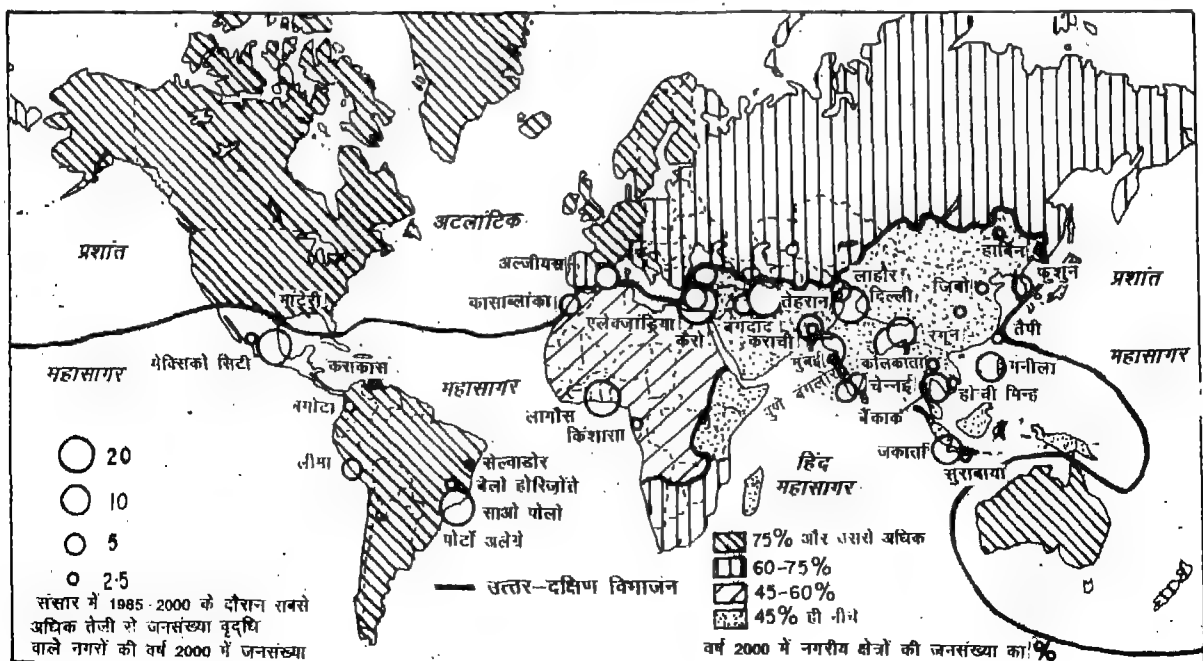 अटलांटिक
प्रशांत
प्रशांत
हार्बिन
अल्जीयर्स
लाहोर
फुशुन
कासाब्लांका
तेहरान
दिल्ली
जिबो
माटेरी
एलेक्जांड्रिया
बगदाद
रंगून
तैपी
कैरो
कराची
मेक्सिको सिटी
महासागर
कराकास
महासागर
मुंबई
कोलकाता
मनीला
महासागर
बंगलौर
चेन्नई
हो ची मिन्ह
बगोटा
लागौस
पुणे
बैंकाक
किंशासा
लीमा
सेल्वाडोर
हिंद
महासागर
जकार्ता
बेलो होरिजोंते
सुराबाया
साओ पोलो
पोर्टो अलेग्रे
20
10
5
2.5
75% और उससे अधिक
60-75%
45-60%
45% से नीचे
उत्तर-दक्षिण विभाजन
संसार में 1985-2000 के दौरान सबसे
अधिक तेजी से जनसंख्या वृद्धि
वाले नगरों की वर्ष 2000 में जनसंख्या
वर्ष 2000 में नगरीय क्षेत्रों की जनसंख्या का %